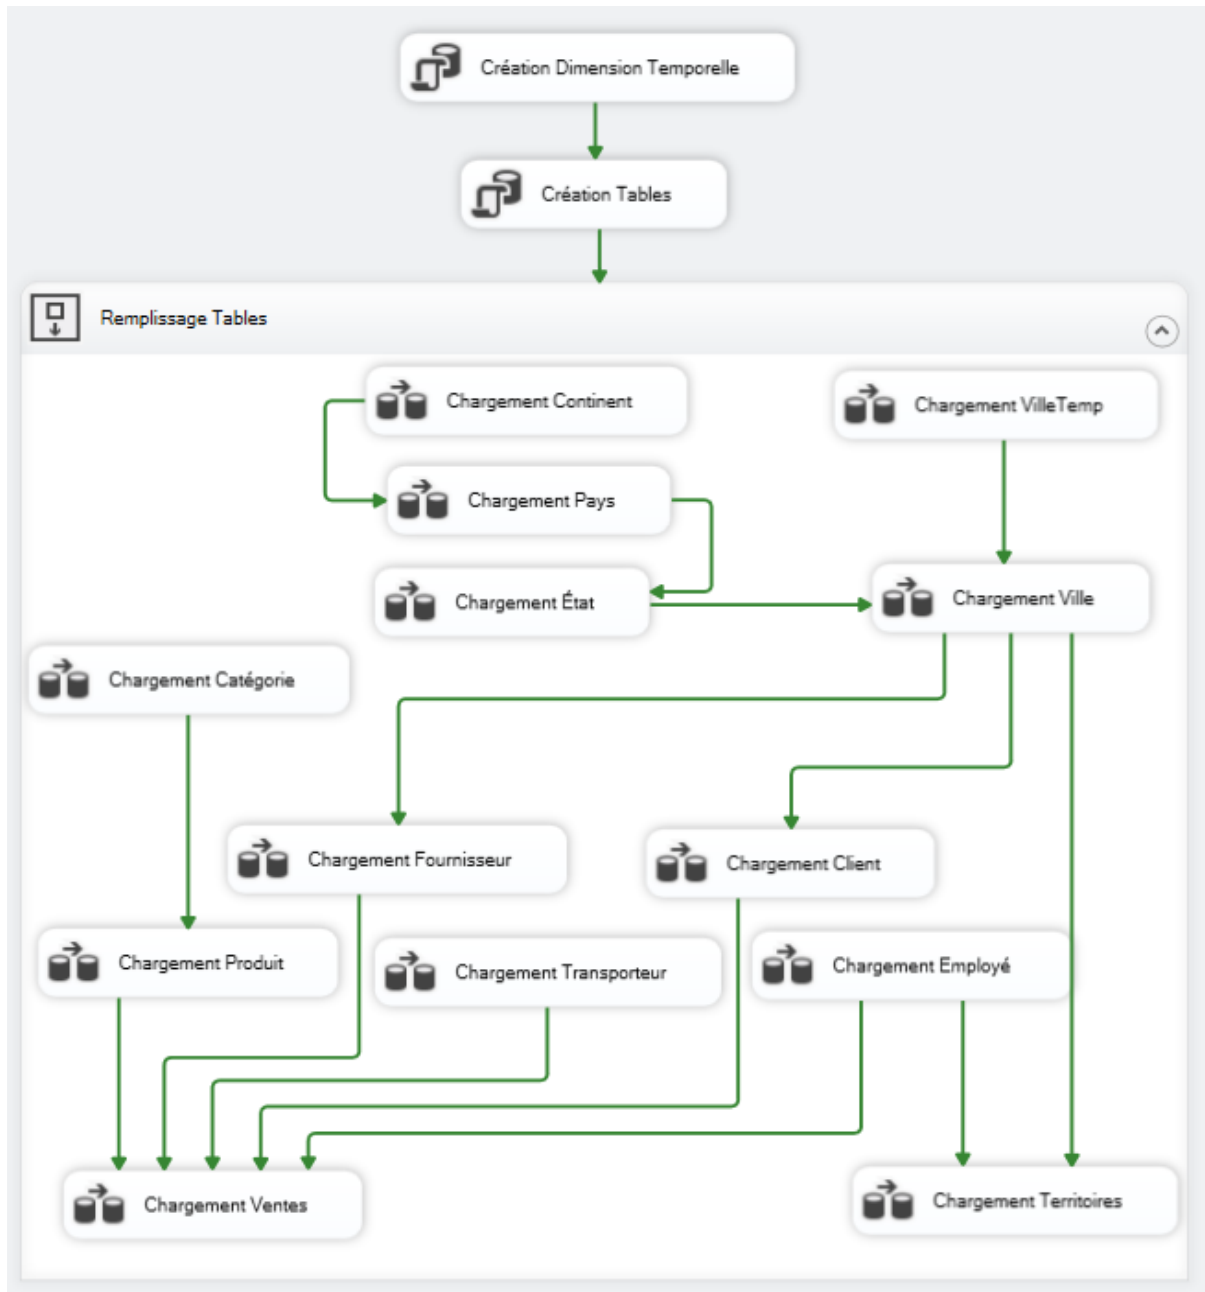 Création Dimension Temporelle
Création Tables
Remplissage Tables
Chargement Continent
Chargement VilleTemp
Chargement Pays
Chargement État
Chargement Ville
Chargement Catégorie
Chargement Fournisseur
Chargement Client
Chargement Produit
Chargement Transporteur
Chargement Employé
Chargement Ventes
Chargement Territoires